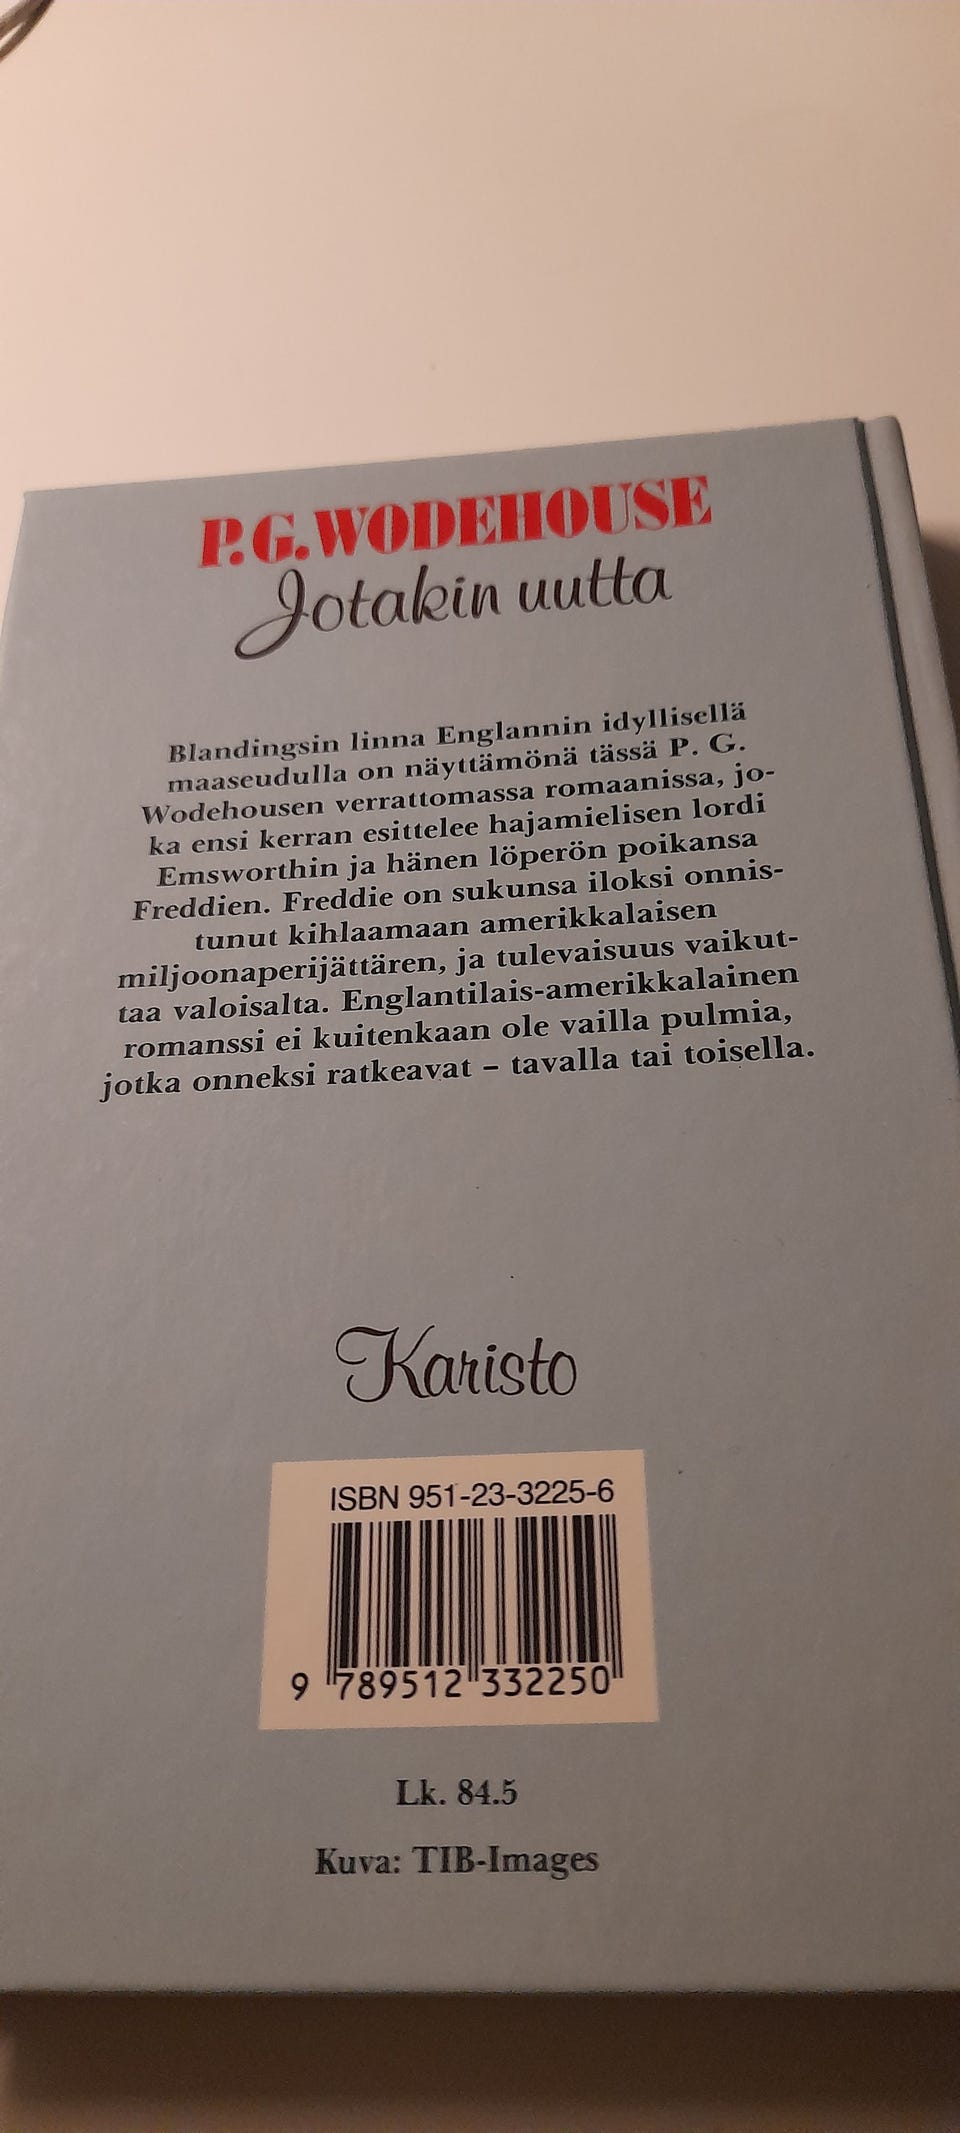 P.G. WODEHOUSE
Jotakin uutta
Blandingsin linna Englannin idyllisellä
maaseudulla on näyttämönä tässä P. G.
Wodehousen verrattomassa romaanissa, jo-
ka ensi kerran esittelee hajamielisen lordi
Emsworthin ja hänen löperön poikansa
Freddien. Freddie on sukunsa iloksi onnis-
tunut kihlaamaan amerikkalaisen
miljoonaperijättären, ja tulevaisuus vaikut-
taa valoisalta. Englantilais-amerikkalainen
romanssi ei kuitenkaan ole vailla pulmia,
jotka onneksi ratkeavat – tavalla tai toisella.
Karisto
ISBN 951-23-3225-6
9 789512 332250
Lk. 84.5
Kuva: TIB-Images